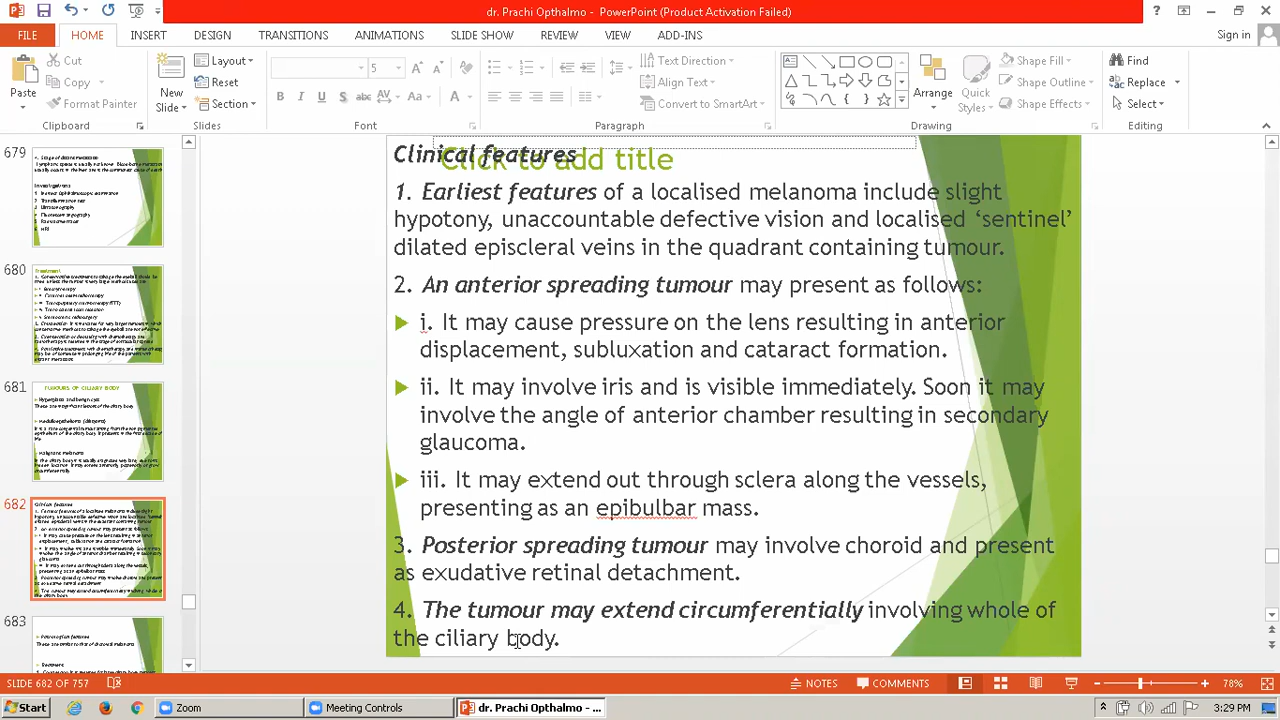 dr. Prachi Opthalmo - PowerPoint (Product Activation Failed)
FILE HOME INSERT DESIGN TRANSITIONS ANIMATIONS SLIDE SHOW REVIEW VIEW ADD-INS Sign in
Paste Cut Copy Format Painter Clipboard
New Slide Layout Reset Section Slides
5 Font
Text Direction Align Text Convert to SmartArt Paragraph
Arrange Quick Styles Shape Fill Shape Outline Shape Effects Drawing
Find Replace Select Editing
679
Investigations
680
Treatment
681
TUMOURS OF CILIARY BODY
682
Clinical features
683
Clinical features
Click to add title
1. Earliest features of a localised melanoma include slight
hypotony, unaccountable defective vision and localised ‘sentinel’
dilated episcleral veins in the quadrant containing tumour.
2. An anterior spreading tumour may present as follows:
i. It may cause pressure on the lens resulting in anterior
displacement, subluxation and cataract formation.
ii. It may involve iris and is visible immediately. Soon it may
involve the angle of anterior chamber resulting in secondary
glaucoma.
iii. It may extend out through sclera along the vessels,
presenting as an epibulbar mass.
3. Posterior spreading tumour may involve choroid and present
as exudative retinal detachment.
4. The tumour may extend circumferentially involving whole of
the ciliary body.
SLIDE 682 OF 757 NOTES COMMENTS 78%
Start Zoom Meeting Controls dr. Prachi Opthalmo - ... 3:29 PM